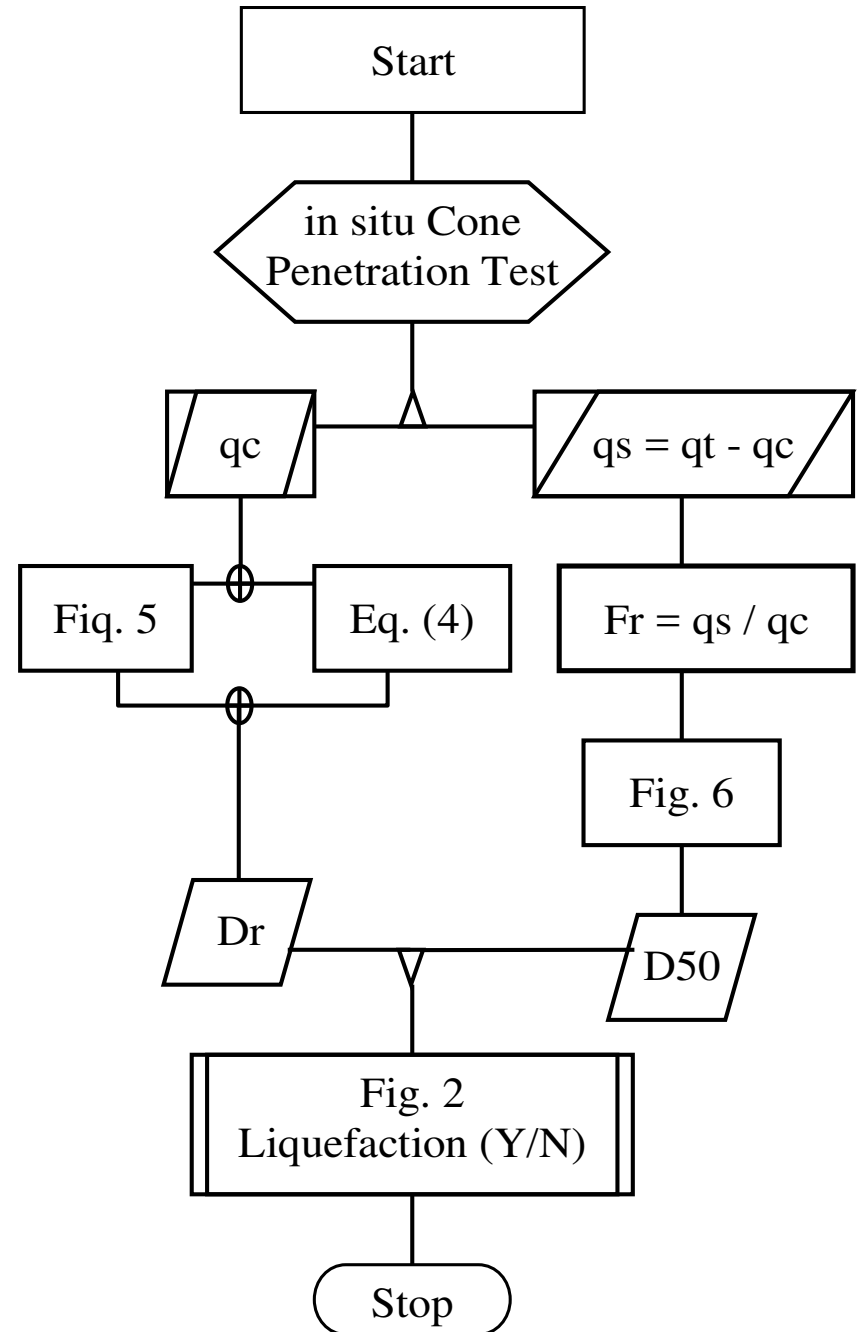 Start
in situ Cone
Penetration Test
qc
qs = qt - qc
Fiq. 5
Eq. (4)
Fr = qs / qc
Fig. 6
Dr
D50
Fig. 2
Liquefaction (Y/N)
Stop